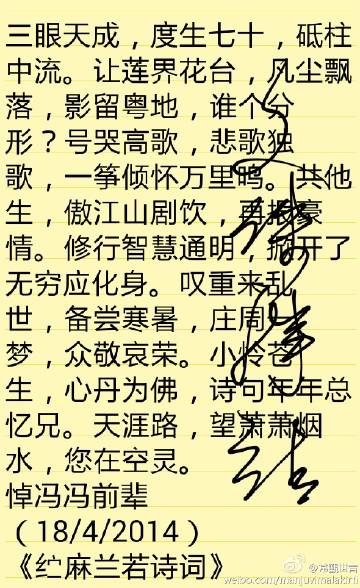 三眼天成，度生七十，砥柱
中流。让莲界花台，凡尘飘
落，影留粤地，谁个分
形？号哭高歌，悲歌独
歌，一筝倾怀万里鸣。共他
生，傲江山剧饮，再报豪
情。修行智慧通明，掀开了
无穷应化身。叹重来乱
世，备尝寒暑，庄周
梦，众敬哀荣。小怜苍
生，心丹为佛，诗句年年总
忆兄。天涯路，望萧萧烟
水，您在空灵。
悼冯冯前辈
（18/4/2014）
《纻麻兰若诗词》